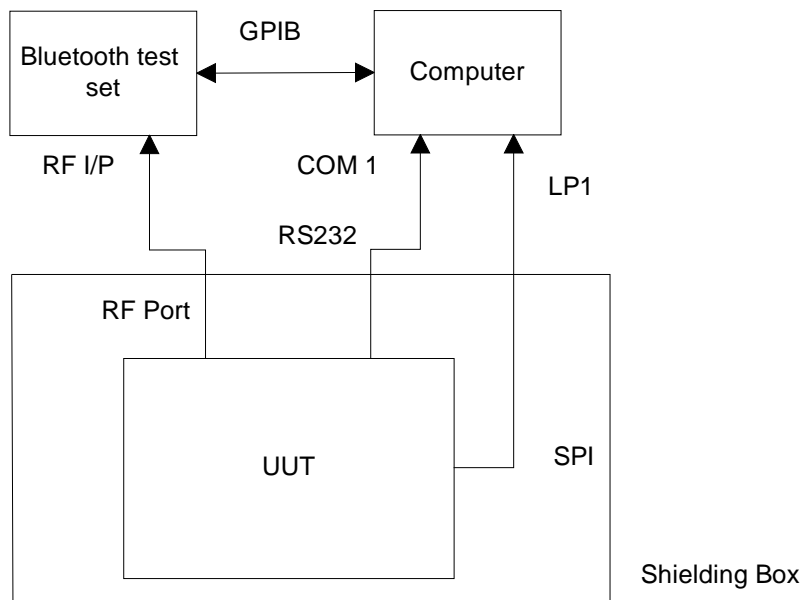 GPIB
Bluetooth test
set
Computer
RF I/P
COM 1
LP1
RS232
RF Port
UUT
SPI
Shielding Box